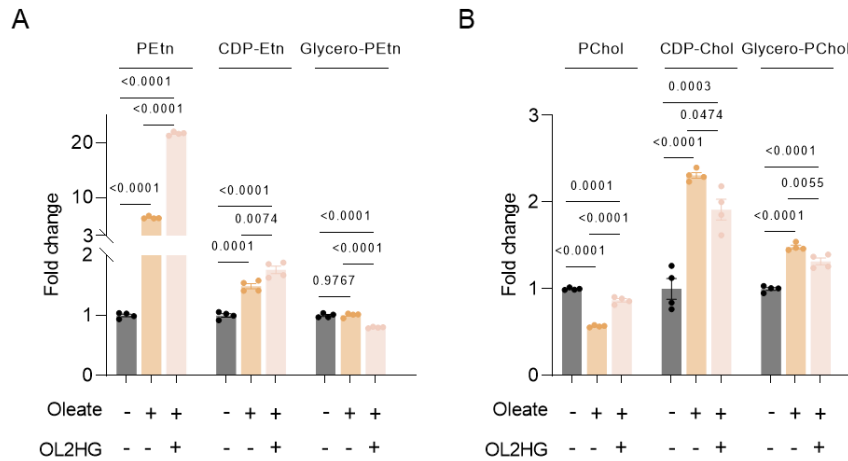 A
PEtn CDP-Etn Glycero-PEtn
<0.0001
<0.0001
<0.0001
<0.0001
0.0074
0.0001
<0.0001
<0.0001
0.9767
Fold change
20
10
3
2
1
0
Oleate - + + - + + - + +
OL2HG - - + - - + - - +
B
PChol CDP-Chol Glycero-PChol
0.0001
<0.0001
<0.0001
0.0003
0.0474
<0.0001
<0.0001
0.0055
<0.0001
Fold change
3
2
1
0
Oleate - + + - + + - + +
OL2HG - - + - - + - - +